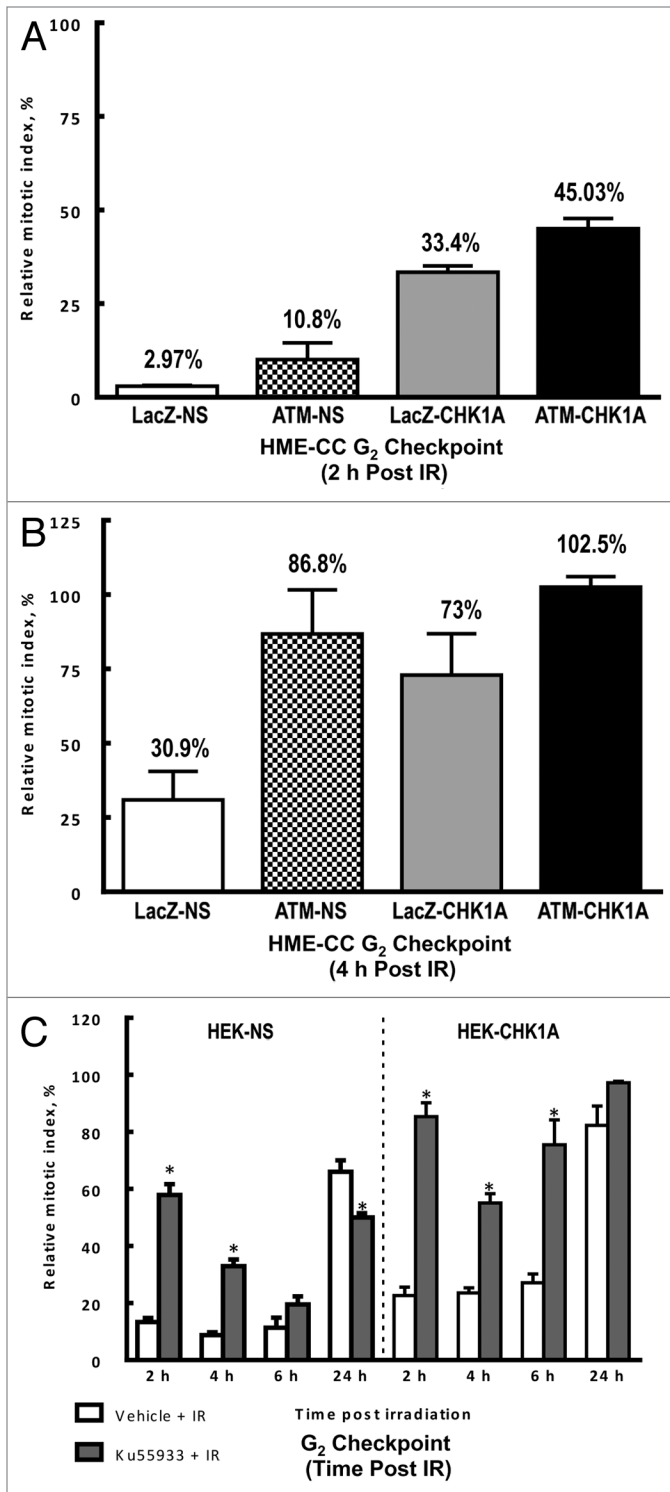 A
100
75
50
25
0
Relative mitotic index, %
2.97%
10.8%
33.4%
45.03%
LacZ-NS ATM-NS LacZ-CHK1A ATM-CHK1A
HME-CC G₂ Checkpoint
(2 h Post IR)
B
125
100
75
50
25
0
Relative mitotic index, %
30.9%
86.8%
73%
102.5%
LacZ-NS ATM-NS LacZ-CHK1A ATM-CHK1A
HME-CC G₂ Checkpoint
(4 h Post IR)
C
120
100
80
60
40
20
0
Relative mitotic index, %
HEK-NS HEK-CHK1A
* * * * * *
2 h 4 h 6 h 24 h 2 h 4 h 6 h 24 h
Vehicle + IR
Ku55933 + IR
Time post irradiation
G₂ Checkpoint
(Time Post IR)